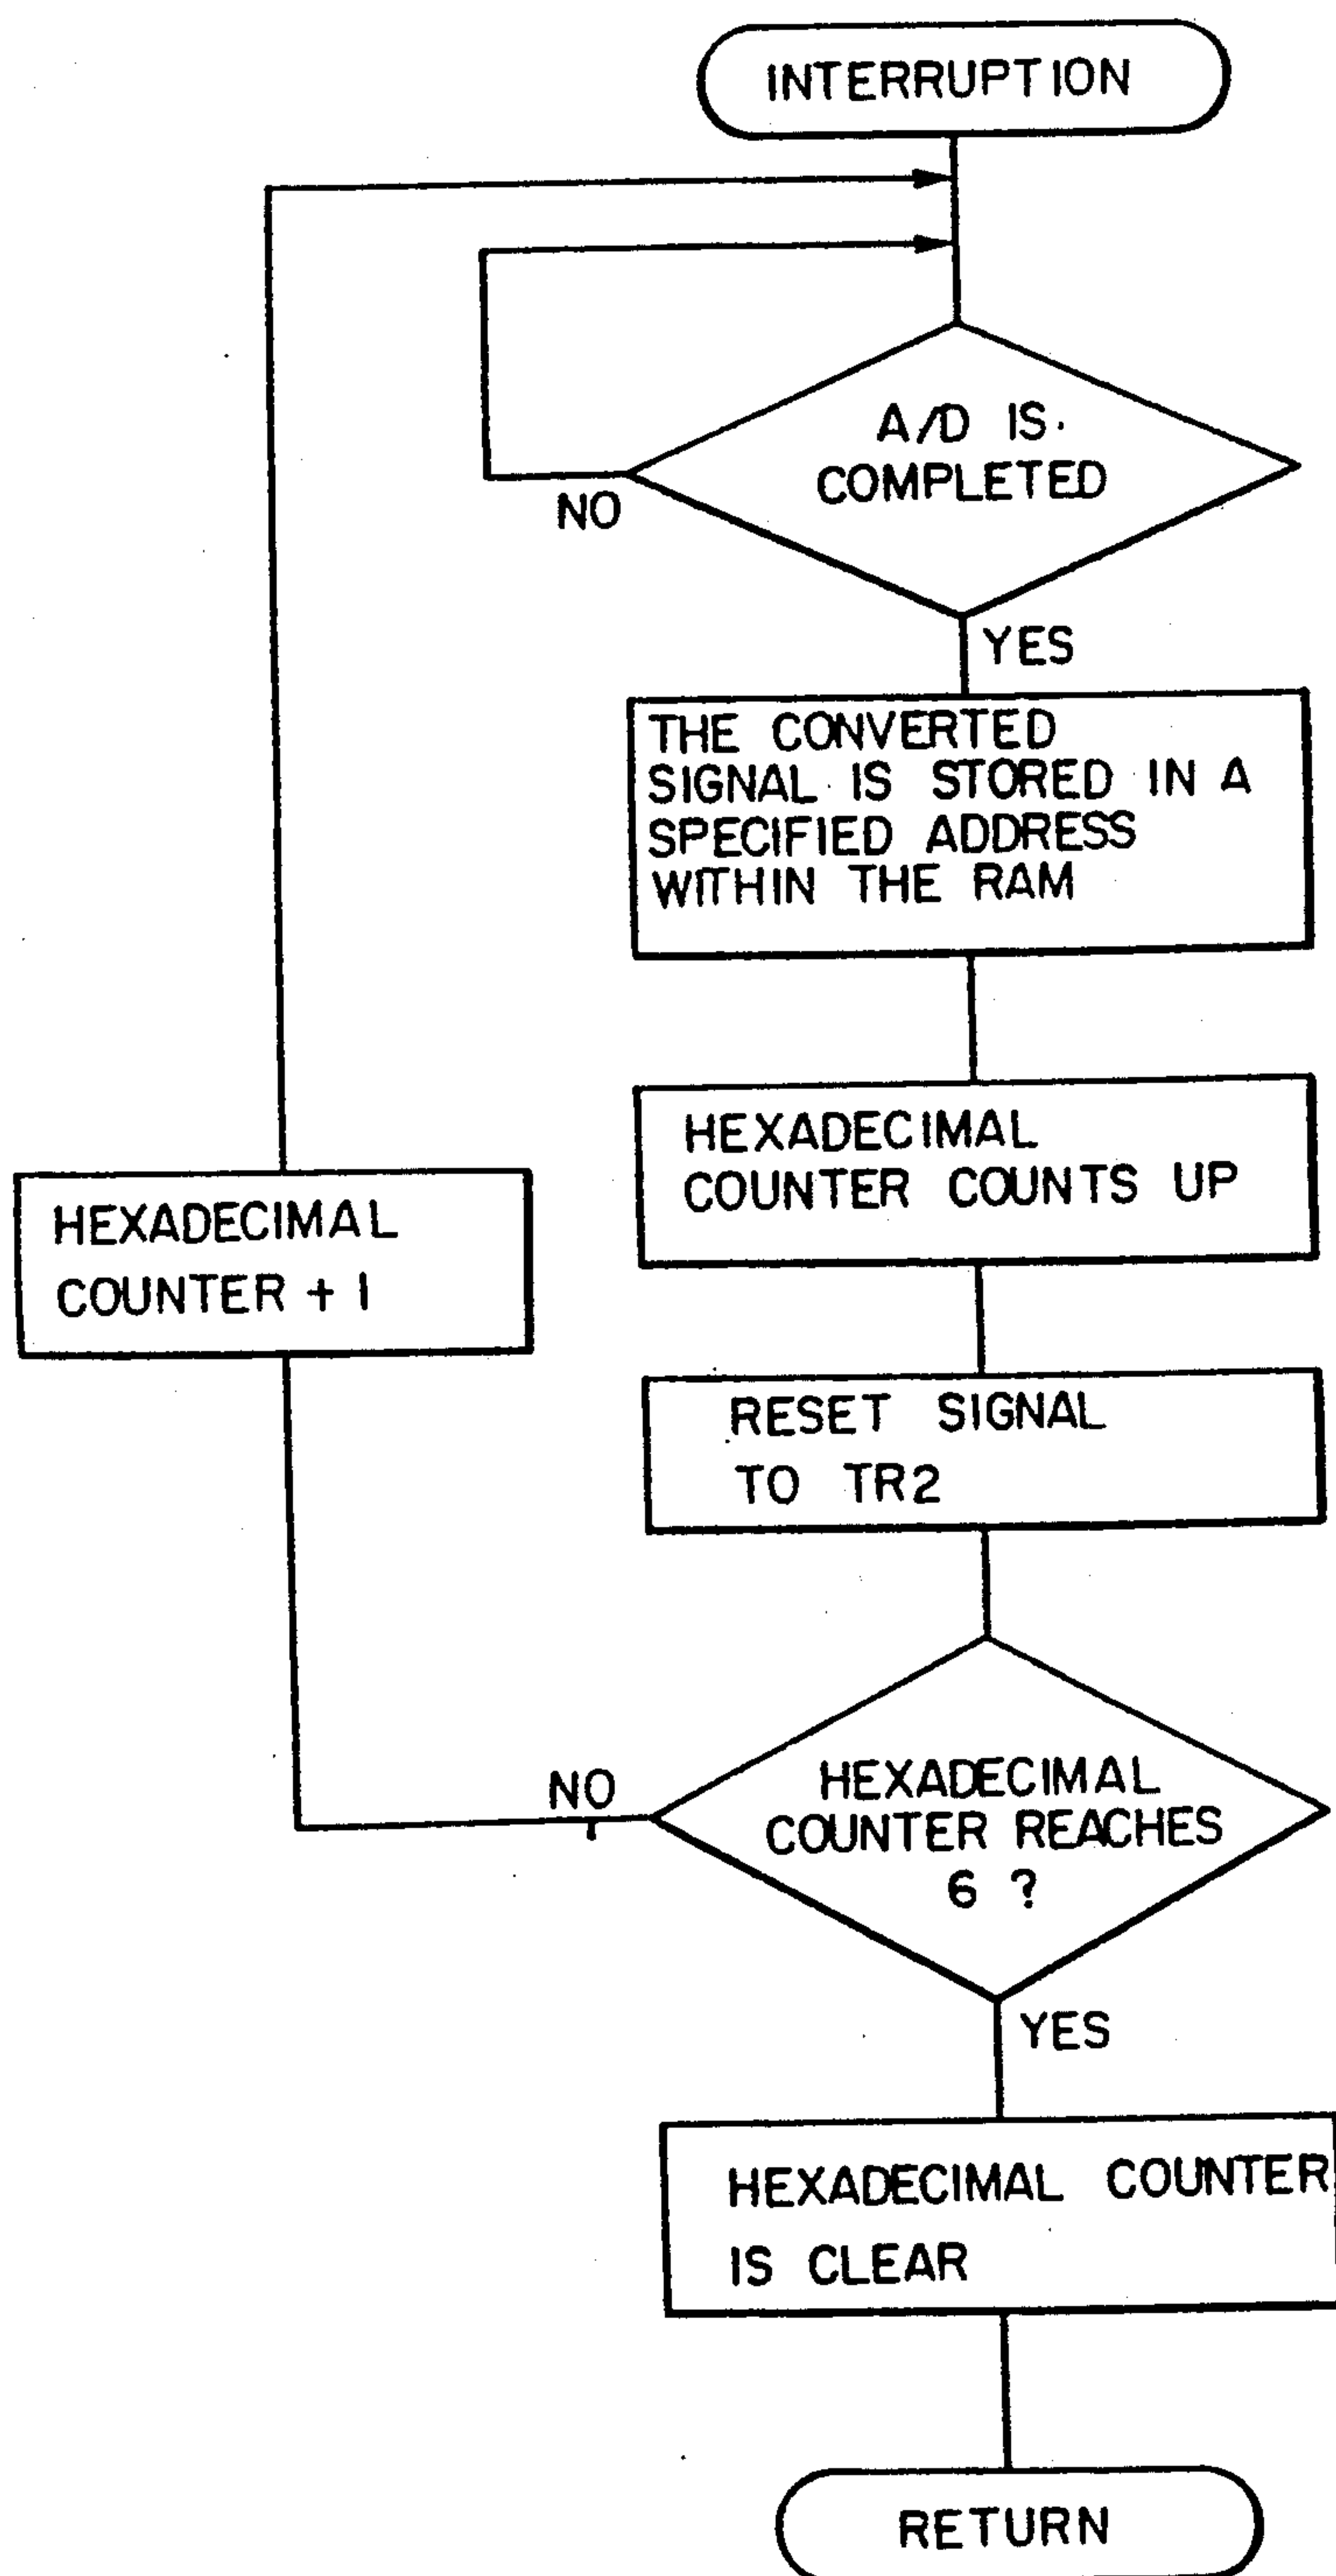 INTERRUPTION
A/D IS
COMPLETED
NO
YES
THE CONVERTED
SIGNAL IS STORED IN A
SPECIFIED ADDRESS
WITHIN THE RAM
HEXADECIMAL
COUNTER COUNTS UP
HEXADECIMAL
COUNTER + 1
RESET SIGNAL
TO TR2
HEXADECIMAL
COUNTER REACHES
6 ?
NO
YES
HEXADECIMAL COUNTER
IS CLEAR
RETURN